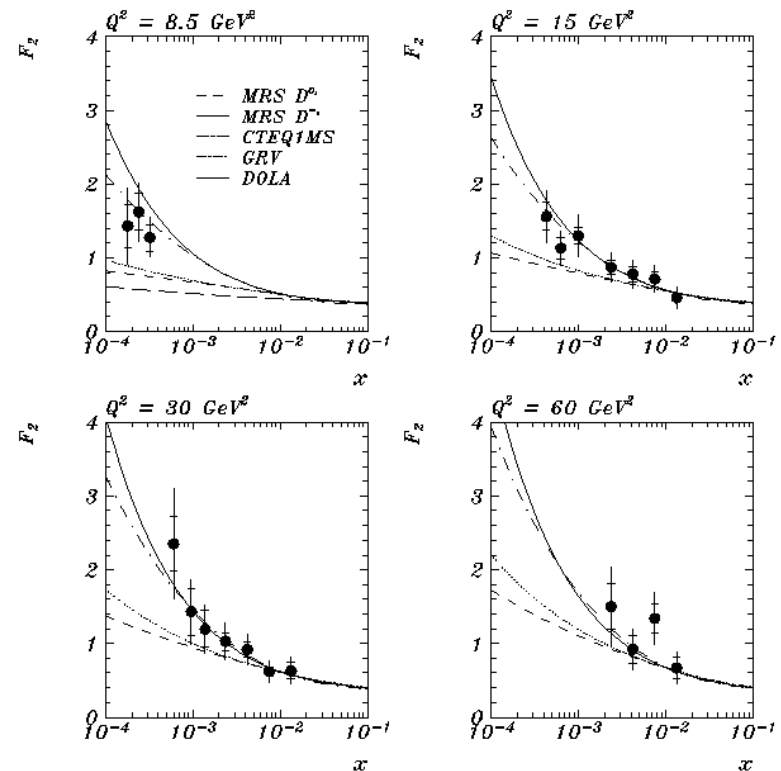 Q² = 8.5 GeV²
F₂
4
3
2
1
0
MRS D⁰'
MRS D⁻'
CTEQ1MS
GRV
DOLA
10⁻⁴ 10⁻³ 10⁻² 10⁻¹
x
Q² = 15 GeV²
F₂
4
3
2
1
0
10⁻⁴ 10⁻³ 10⁻² 10⁻¹
x
Q² = 30 GeV²
F₂
4
3
2
1
0
10⁻⁴ 10⁻³ 10⁻² 10⁻¹
x
Q² = 60 GeV²
F₂
4
3
2
1
0
10⁻⁴ 10⁻³ 10⁻² 10⁻¹
x